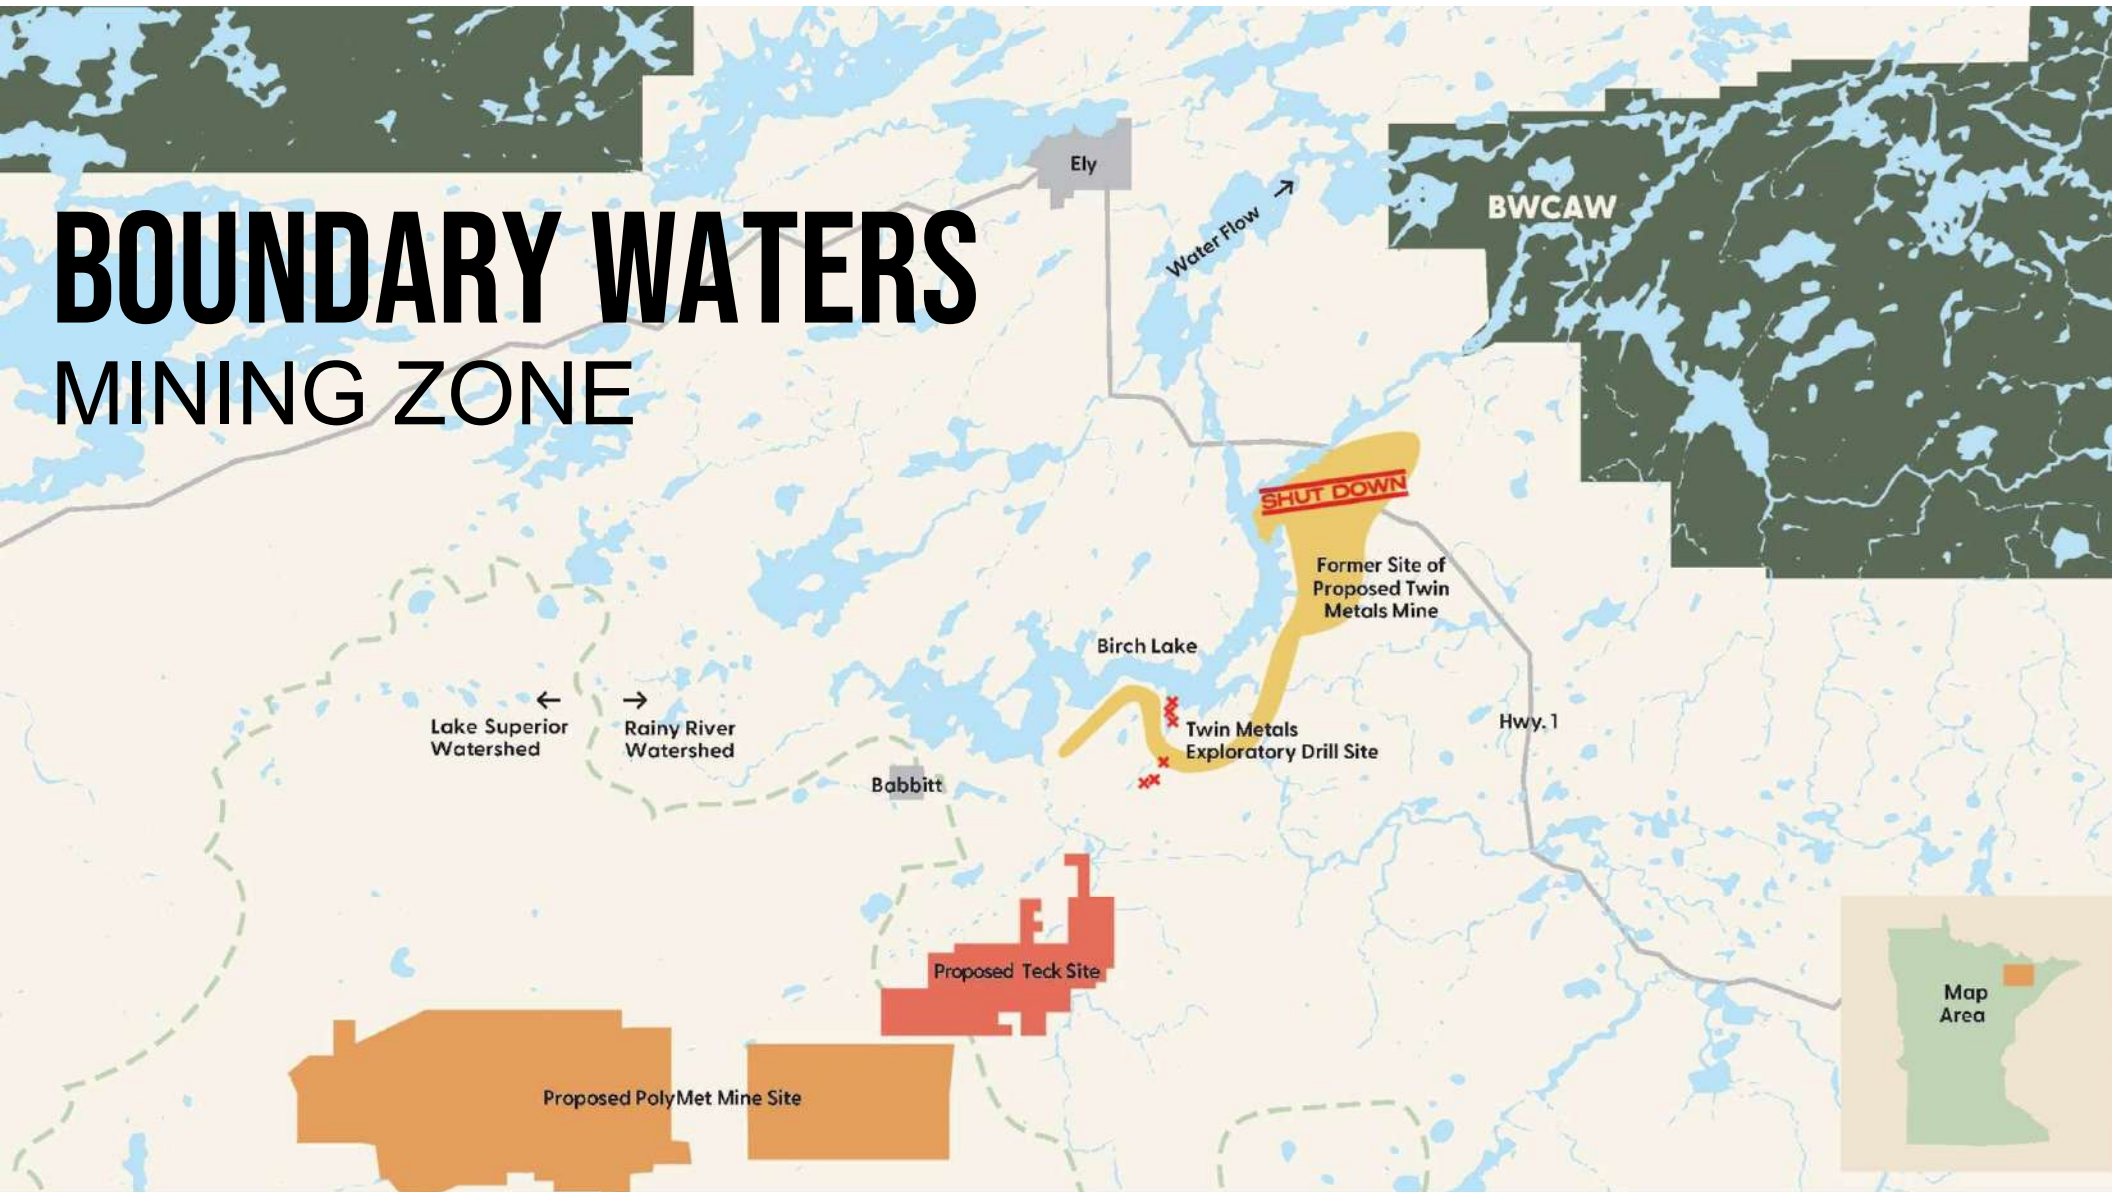 BOUNDARY WATERS
MINING ZONE
Ely
Water Flow
BWCAW
SHUT DOWN
Former Site of
Proposed Twin
Metals Mine
Birch Lake
Lake Superior
Watershed
Rainy River
Watershed
Twin Metals
Exploratory Drill Site
Hwy. 1
Babbitt
Proposed Teck Site
Map
Area
Proposed PolyMet Mine Site